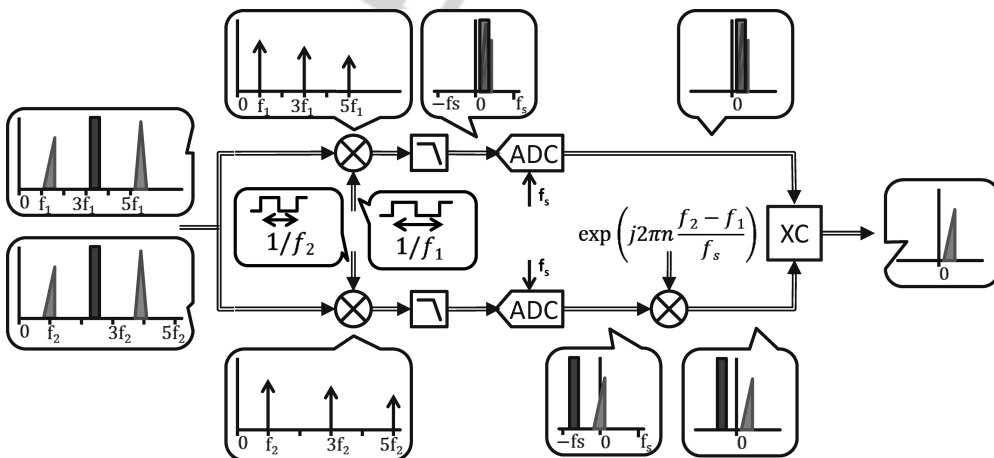 0 f₁ 3f₁ 5f₁
−fs 0 fₛ
0
0 f₁ 3f₁ 5f₁
ADC
fₛ
1/f₂
1/f₁
exp(j2πn (f₂ − f₁)/fₛ)
XC
0
0 f₂ 3f₂ 5f₂
fₛ
ADC
0 f₂ 3f₂ 5f₂
−fs 0 fₛ
0